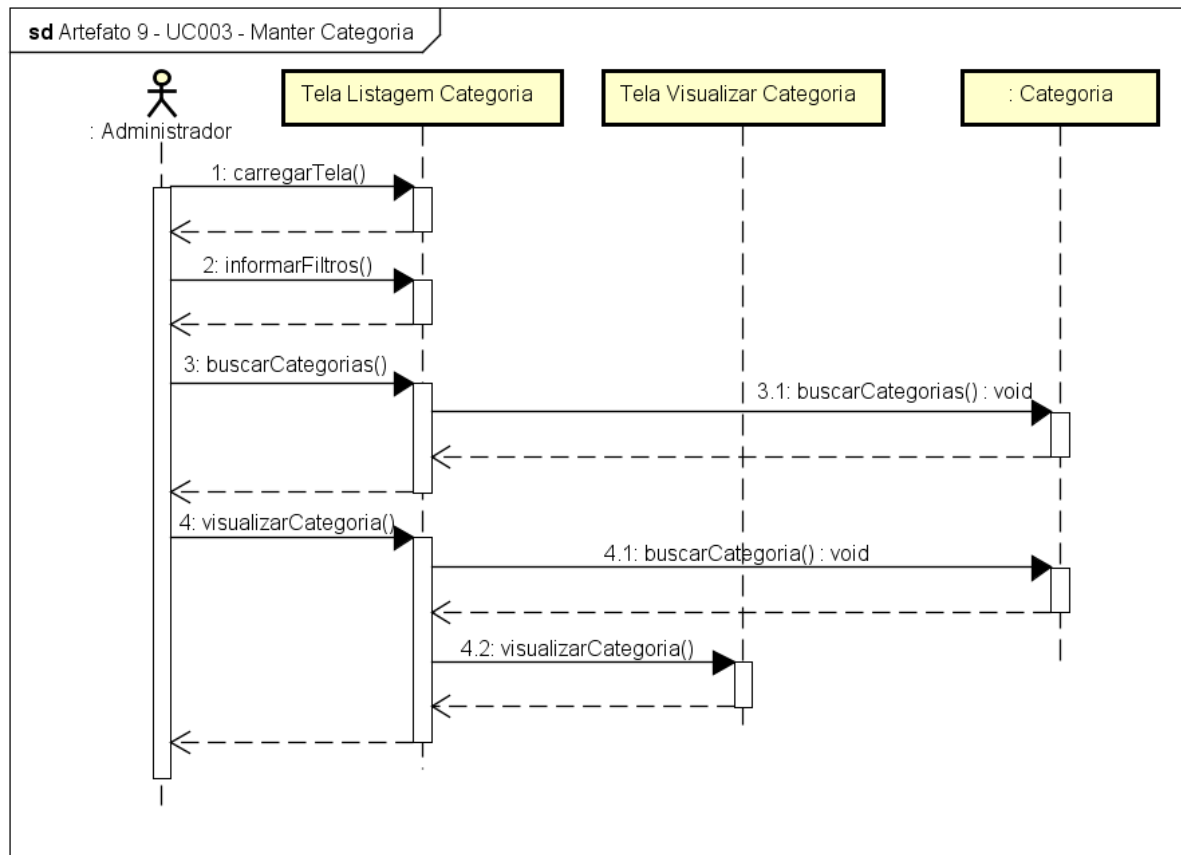 sd Artefato 9 - UC003 - Manter Categoria
: Administrador
Tela Listagem Categoria
Tela Visualizar Categoria
: Categoria
1: carregarTela()
2: informarFiltros()
3: buscarCategorias()
3.1: buscarCategorias() : void
4: visualizarCategoria()
4.1: buscarCategoria() : void
4.2: visualizarCategoria()